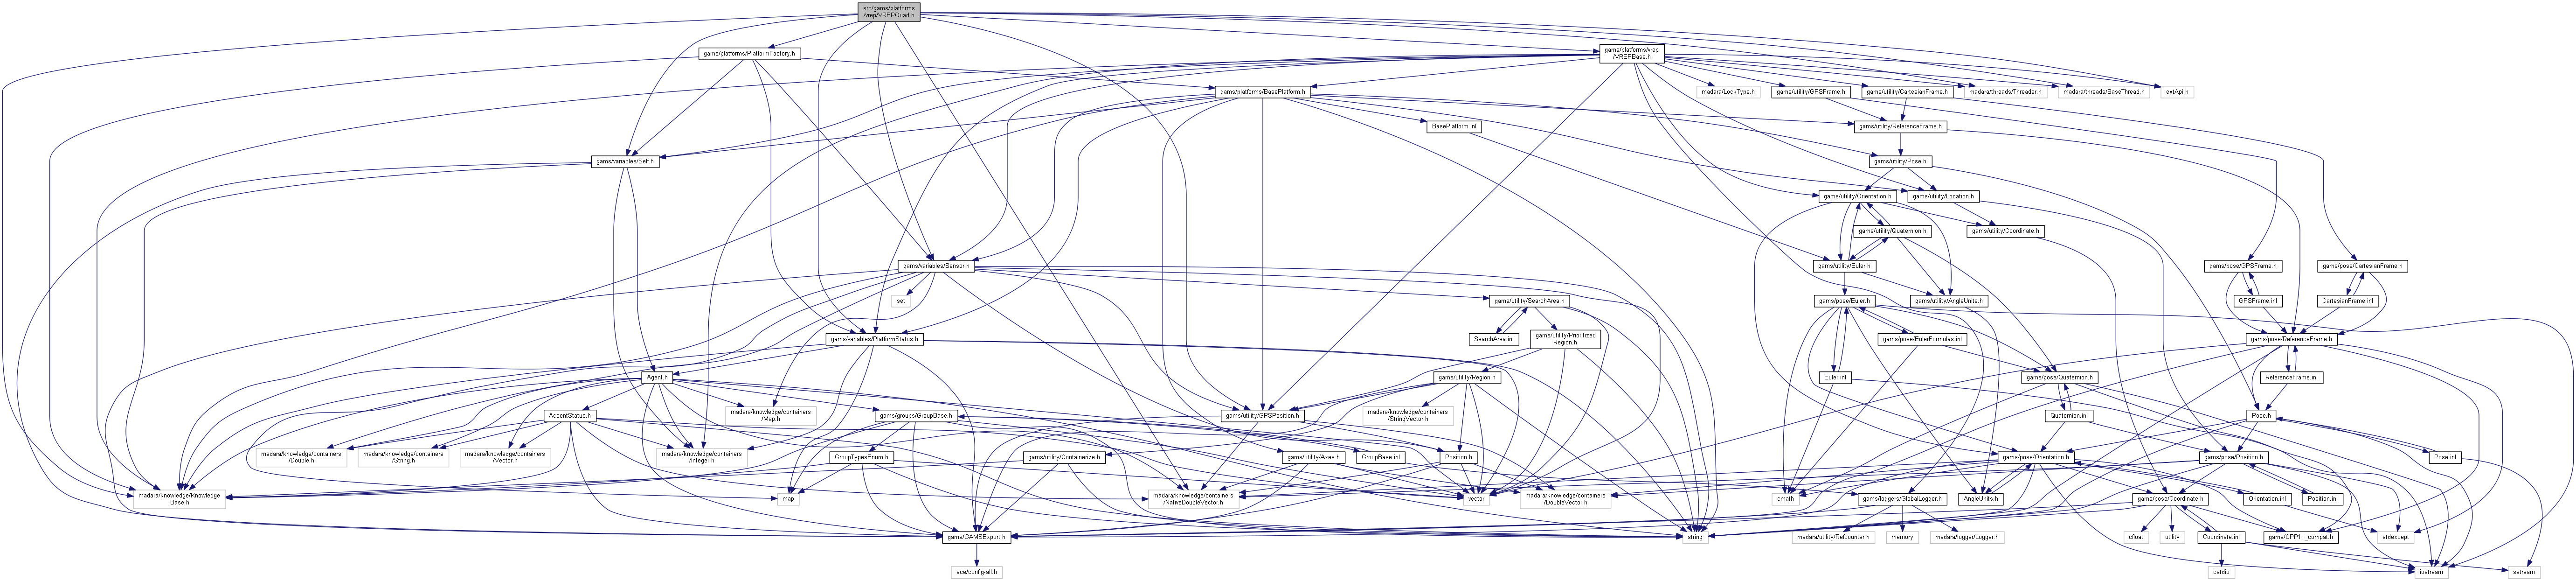 src/gams/platforms
/vrep/VREPQuad.h
gams/platforms/PlatformFactory.h
gams/platforms/vrep
/VREPBase.h
gams/platforms/BasePlatform.h
madara/LockType.h
gams/utility/GPSFrame.h
gams/utility/CartesianFrame.h
madara/threads/Threader.h
madara/threads/BaseThread.h
extApi.h
BasePlatform.inl
gams/utility/ReferenceFrame.h
gams/variables/Self.h
gams/utility/Pose.h
gams/utility/Orientation.h
gams/utility/Location.h
gams/utility/Quaternion.h
gams/utility/Coordinate.h
gams/variables/Sensor.h
gams/utility/Euler.h
gams/pose/GPSFrame.h
gams/pose/CartesianFrame.h
set
gams/utility/SearchArea.h
gams/pose/Euler.h
gams/utility/AngleUnits.h
GPSFrame.inl
CartesianFrame.inl
gams/variables/PlatformStatus.h
SearchArea.inl
gams/utility/Prioritized
Region.h
gams/pose/EulerFormulas.inl
gams/pose/ReferenceFrame.h
Agent.h
gams/utility/Region.h
Euler.inl
gams/pose/Quaternion.h
ReferenceFrame.inl
AccentStatus.h
madara/knowledge/containers
/Map.h
gams/groups/GroupBase.h
gams/utility/GPSPosition.h
madara/knowledge/containers
/StringVector.h
Quaternion.inl
Pose.h
madara/knowledge/containers
/Double.h
madara/knowledge/containers
/String.h
madara/knowledge/containers
/Vector.h
madara/knowledge/containers
/Integer.h
GroupTypesEnum.h
gams/utility/Containerize.h
gams/utility/Axes.h
GroupBase.inl
Position.h
gams/pose/Orientation.h
gams/pose/Position.h
Pose.inl
madara/knowledge/Knowledge
Base.h
map
madara/knowledge/containers
/NativeDoubleVector.h
vector
madara/knowledge/containers
/DoubleVector.h
gams/loggers/GlobalLogger.h
cmath
AngleUnits.h
gams/pose/Coordinate.h
Orientation.inl
Position.inl
gams/GAMSExport.h
string
madara/utility/Refcounter.h
memory
madara/logger/Logger.h
cfloat
utility
Coordinate.inl
gams/CPP11_compat.h
stdexcept
ace/config-all.h
cstdio
iostream
sstream